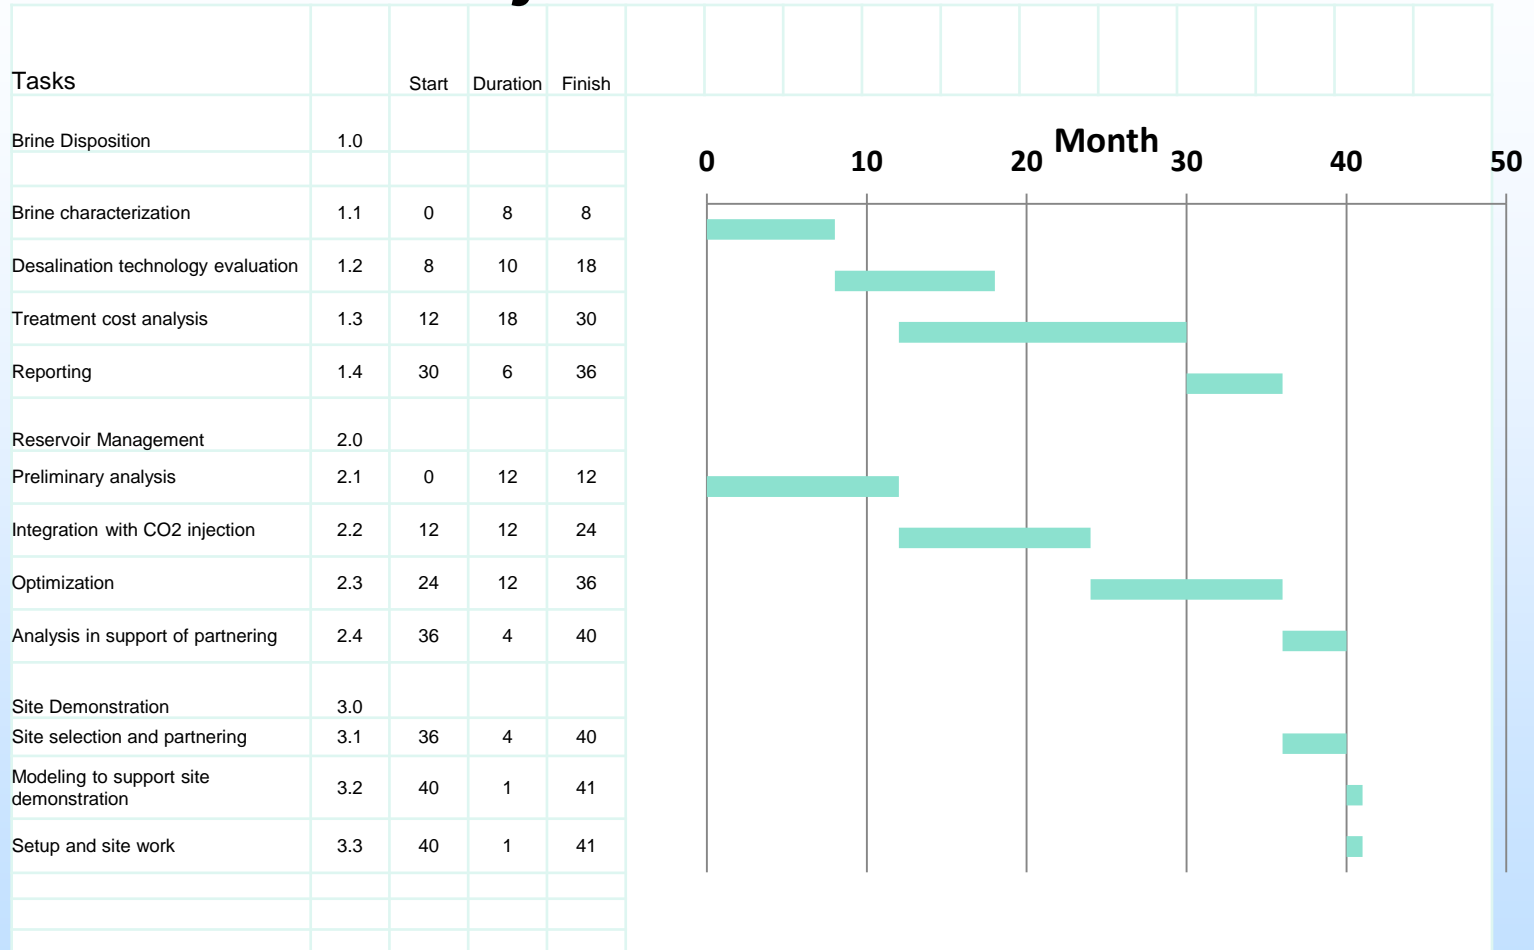 Tasks Start Duration Finish
Brine Disposition 1.0
Month
0 10 20 30 40 50
Brine characterization 1.1 0 8 8
Desalination technology evaluation 1.2 8 10 18
Treatment cost analysis 1.3 12 18 30
Reporting 1.4 30 6 36
Reservoir Management 2.0
Preliminary analysis 2.1 0 12 12
Integration with CO2 injection 2.2 12 12 24
Optimization 2.3 24 12 36
Analysis in support of partnering 2.4 36 4 40
Site Demonstration 3.0
Site selection and partnering 3.1 36 4 40
Modeling to support site
demonstration 3.2 40 1 41
Setup and site work 3.3 40 1 41